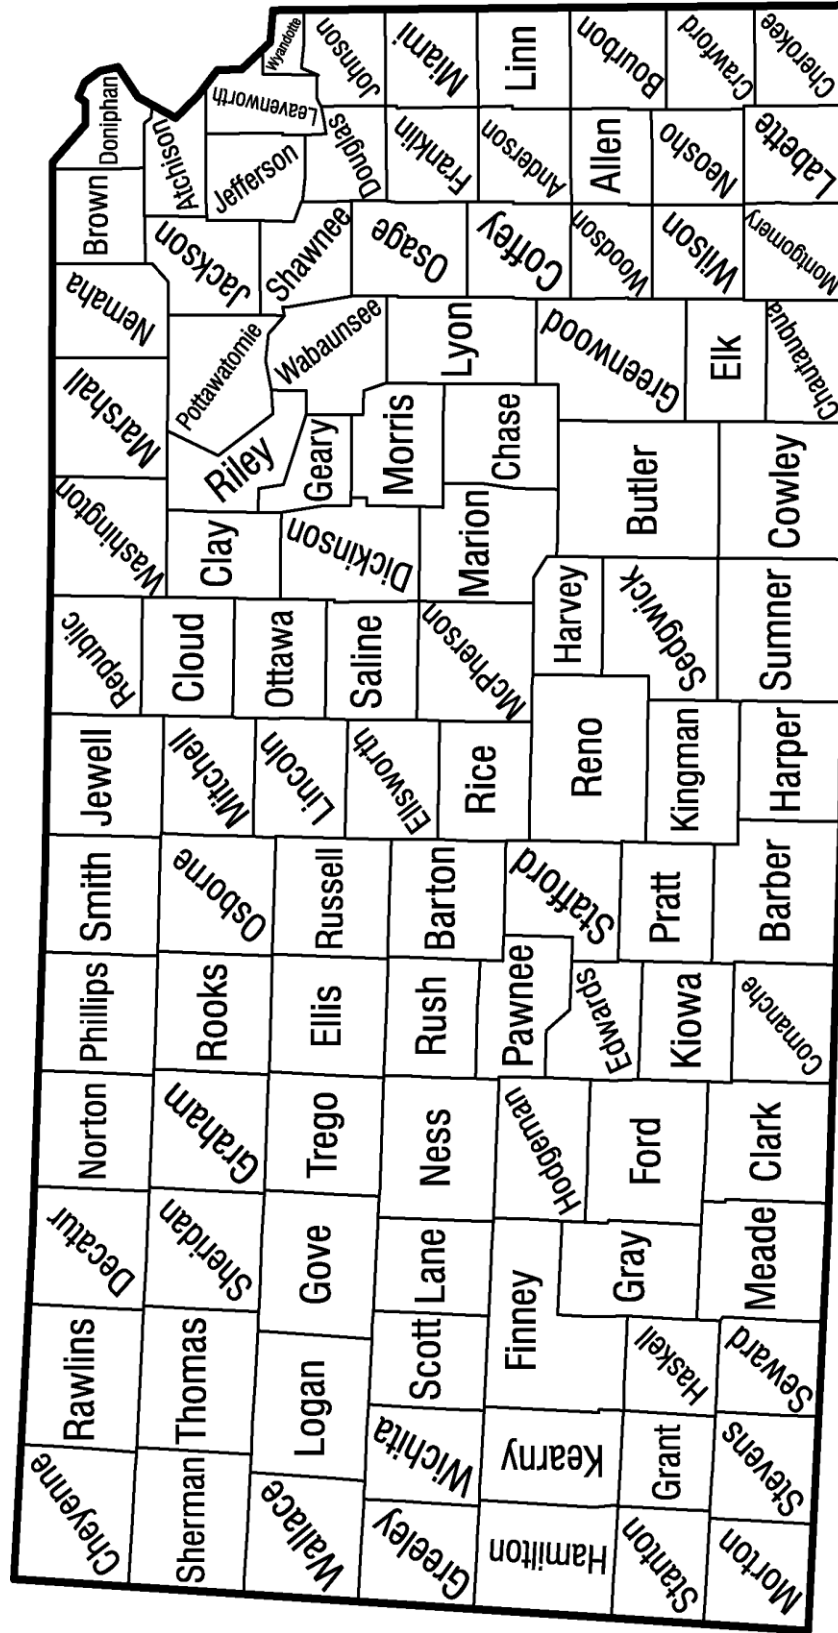 Cheyenne
Rawlins
Decatur
Norton
Phillips
Smith
Jewell
Republic
Washington
Marshall
Nemaha
Brown
Doniphan
Sherman
Thomas
Sheridan
Graham
Rooks
Osborne
Mitchell
Cloud
Clay
Riley
Pottawatomie
Jackson
Atchison
Jefferson
Leavenworth
Wyandotte
Wallace
Logan
Gove
Trego
Ellis
Russell
Lincoln
Ottawa
Dickinson
Geary
Wabaunsee
Shawnee
Douglas
Johnson
Greeley
Wichita
Scott
Lane
Ness
Rush
Barton
Ellsworth
Saline
Morris
Lyon
Osage
Franklin
Miami
Hamilton
Kearny
Finney
Hodgeman
Pawnee
Stafford
Rice
McPherson
Marion
Chase
Coffey
Anderson
Linn
Stanton
Grant
Haskell
Gray
Ford
Edwards
Kiowa
Pratt
Reno
Harvey
Sedgwick
Butler
Greenwood
Woodson
Allen
Bourbon
Morton
Stevens
Seward
Meade
Clark
Comanche
Barber
Kingman
Harper
Sumner
Cowley
Elk
Chautauqua
Wilson
Montgomery
Neosho
Labette
Crawford
Cherokee